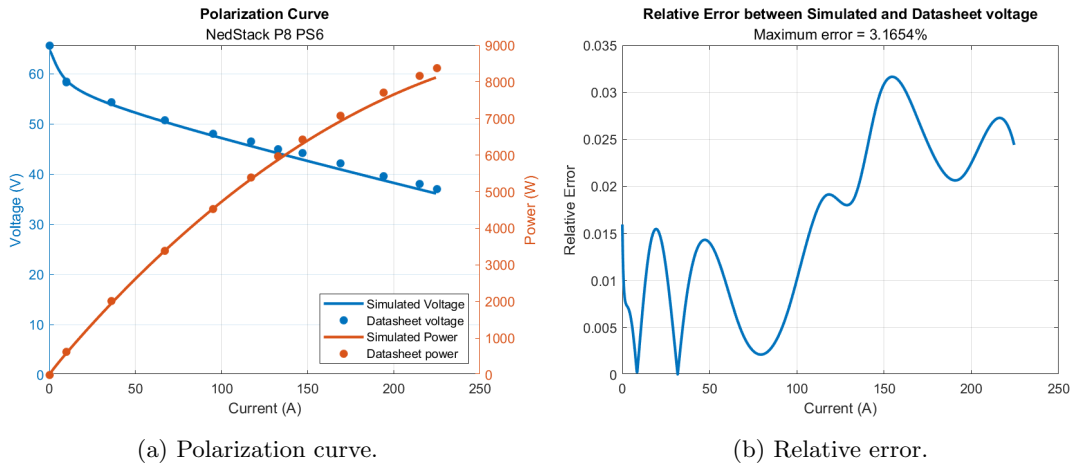 Polarization Curve
NedStack P8 PS6
60
50
40
30
20
10
0
Voltage (V)
9000
8000
7000
6000
5000
4000
3000
2000
1000
0
Power (W)
Simulated Voltage
Datasheet voltage
Simulated Power
Datasheet power
0 50 100 150 200 250
Current (A)
(a) Polarization curve.
Relative Error between Simulated and Datasheet voltage
Maximum error = 3.1654%
0.035
0.03
0.025
0.02
0.015
0.01
0.005
0
Relative Error
0 50 100 150 200 250
Current (A)
(b) Relative error.